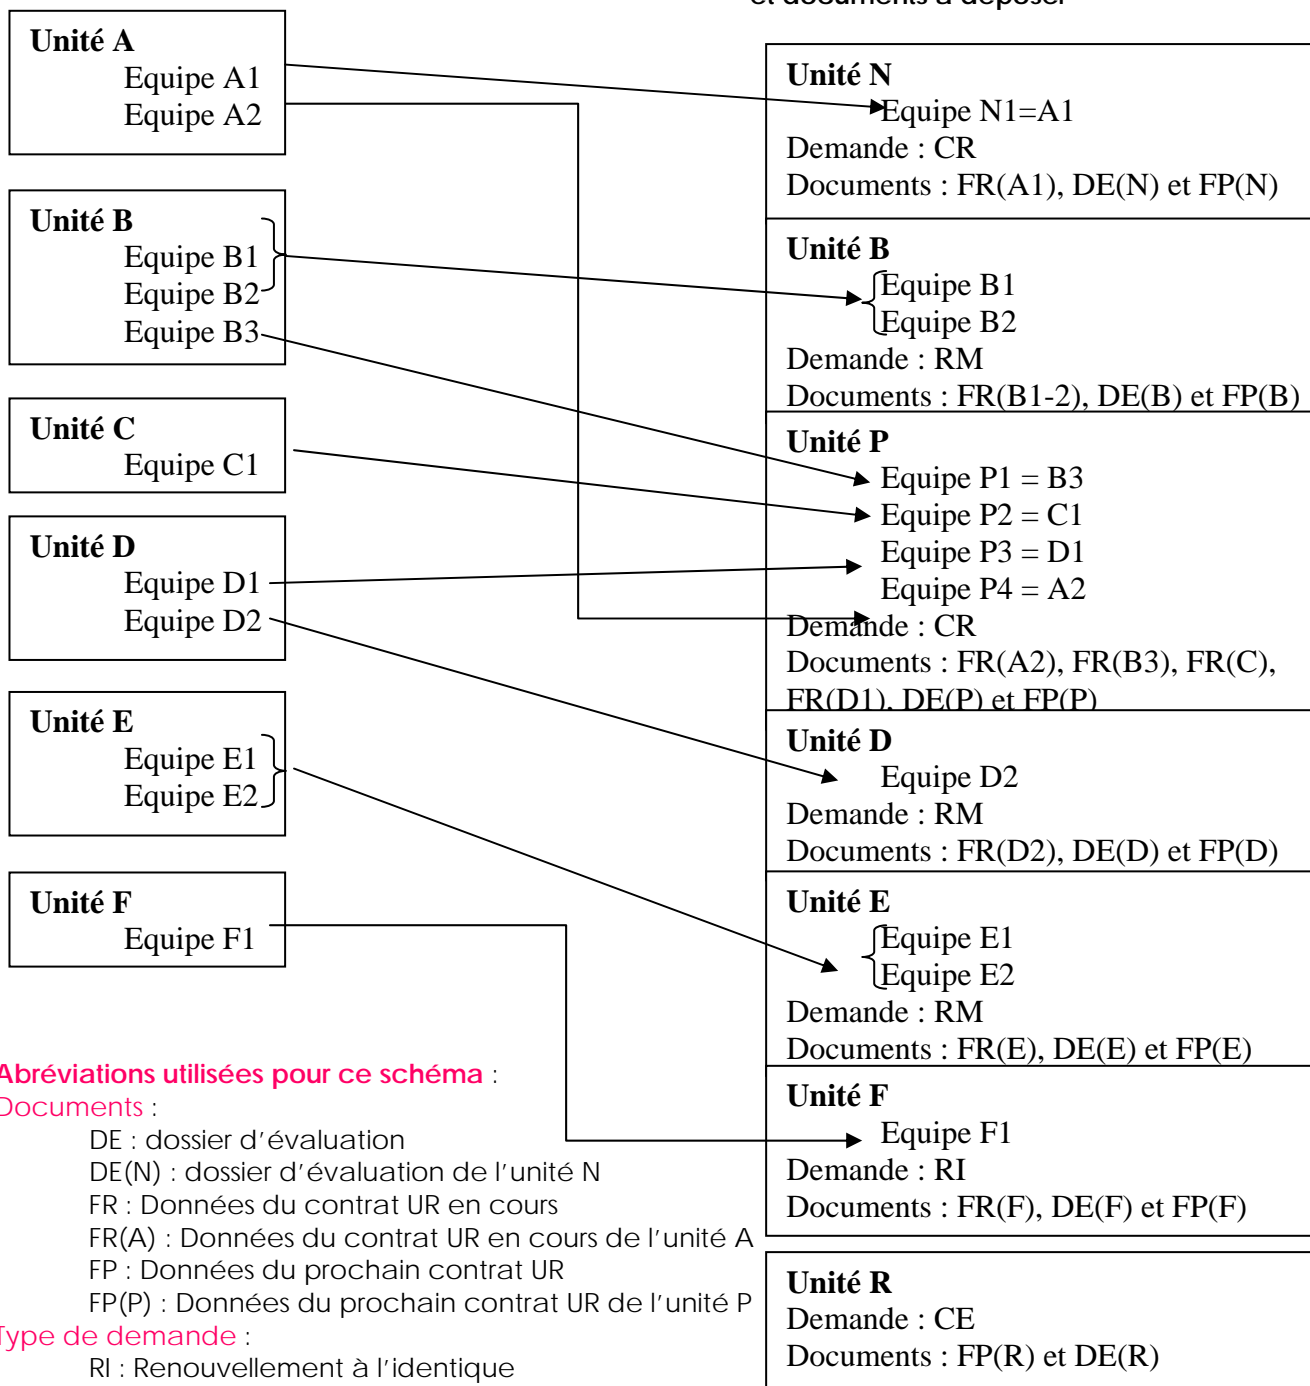 et documents à déposer
Unité A
Equipe A1
Equipe A2
Unité B
Equipe B1
Equipe B2
Equipe B3
Unité C
Equipe C1
Unité D
Equipe D1
Equipe D2
Unité E
Equipe E1
Equipe E2
Unité F
Equipe F1
Unité N
Equipe N1=A1
Demande : CR
Documents : FR(A1), DE(N) et FP(N)
Unité B
Equipe B1
Equipe B2
Demande : RM
Documents : FR(B1-2), DE(B) et FP(B)
Unité P
Equipe P1 = B3
Equipe P2 = C1
Equipe P3 = D1
Equipe P4 = A2
Demande : CR
Documents : FR(A2), FR(B3), FR(C),
FR(D1), DE(P) et FP(P)
Unité D
Equipe D2
Demande : RM
Documents : FR(D2), DE(D) et FP(D)
Unité E
Equipe E1
Equipe E2
Demande : RM
Documents : FR(E), DE(E) et FP(E)
Unité F
Equipe F1
Demande : RI
Documents : FR(F), DE(F) et FP(F)
Unité R
Demande : CE
Documents : FP(R) et DE(R)
Abréviations utilisées pour ce schéma :
Documents :
DE : dossier d'évaluation
DE(N) : dossier d'évaluation de l'unité N
FR : Données du contrat UR en cours
FR(A) : Données du contrat UR en cours de l'unité A
FP : Données du prochain contrat UR
FP(P) : Données du prochain contrat UR de l'unité P
Type de demande :
RI : Renouvellement à l'identique